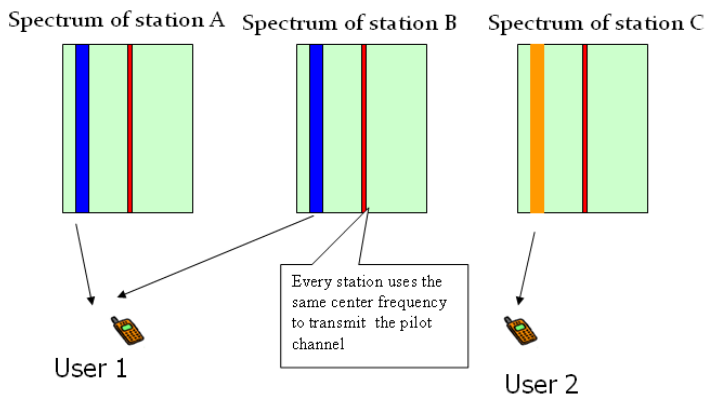 Spectrum of station A
Spectrum of station B
Spectrum of station C
Every station uses the
same center frequency
to transmit the pilot
channel
User 1
User 2